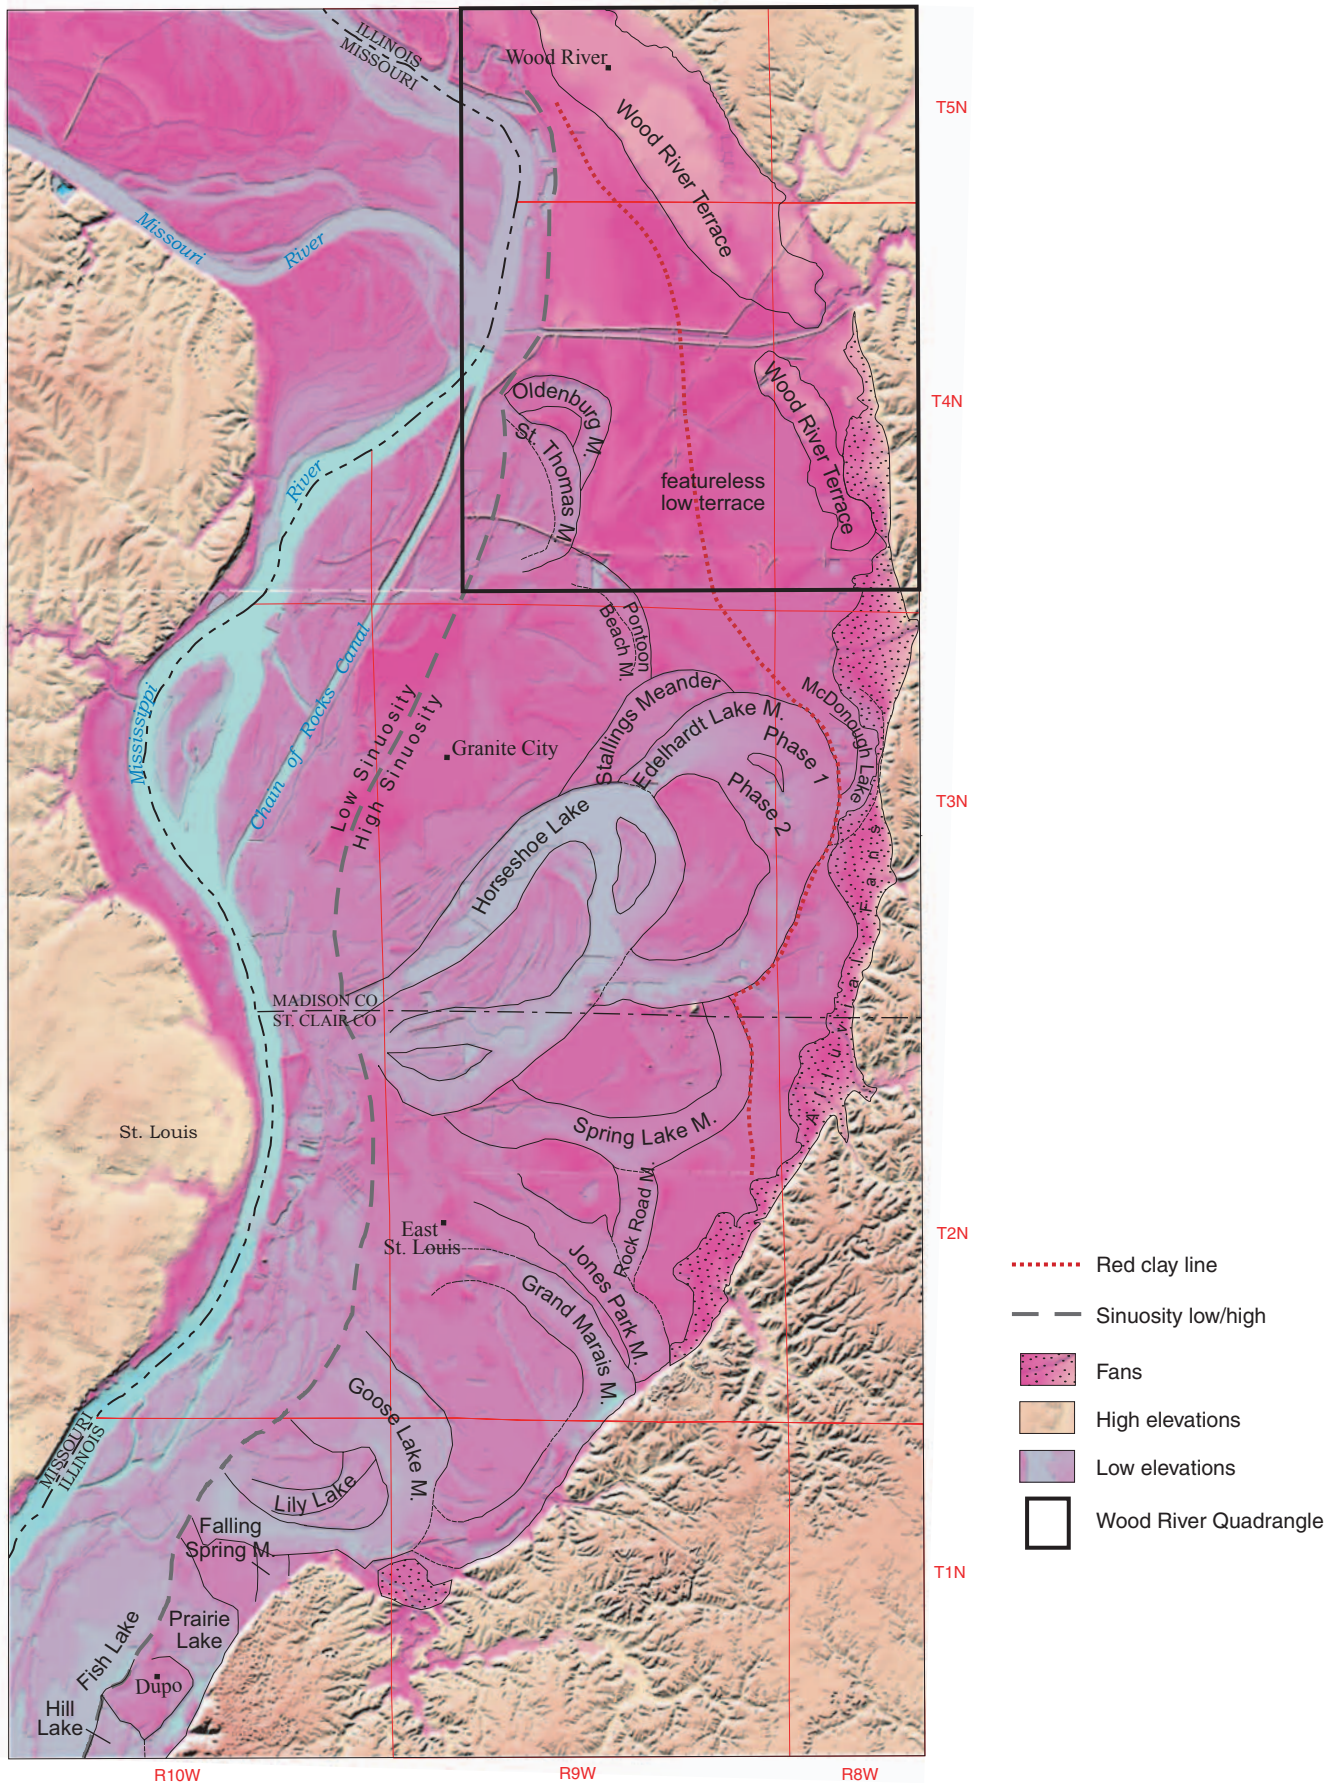 ILLINOIS
MISSOURI
Wood River
T5N
Wood River Terrace
Missouri
River
Oldenburg M.
Wood River Terrace
T4N
St. Thomas M.
River
featureless
low terrace
Pontoon
Beach M.
Mississippi
Chain of Rocks Canal
Low Sinuosity
High Sinuosity
Granite City
Stallings Meander
Edelhardt Lake M.
McDonough Lake
Phase 1
Phase 2
T3N
Horseshoe Lake
Alluvial Fans
MADISON CO
ST. CLAIR CO
St. Louis
Spring Lake M.
Rock Road M.
East
St. Louis
T2N
Jones Park M.
Grand Marais M.
Red clay line
Sinuosity low/high
Fans
High elevations
Low elevations
Wood River Quadrangle
Goose Lake M.
MISSOURI
ILLINOIS
Lily Lake
Falling
Spring M.
T1N
Prairie
Lake
Fish Lake
Dupo
Hill
Lake
R10W
R9W
R8W